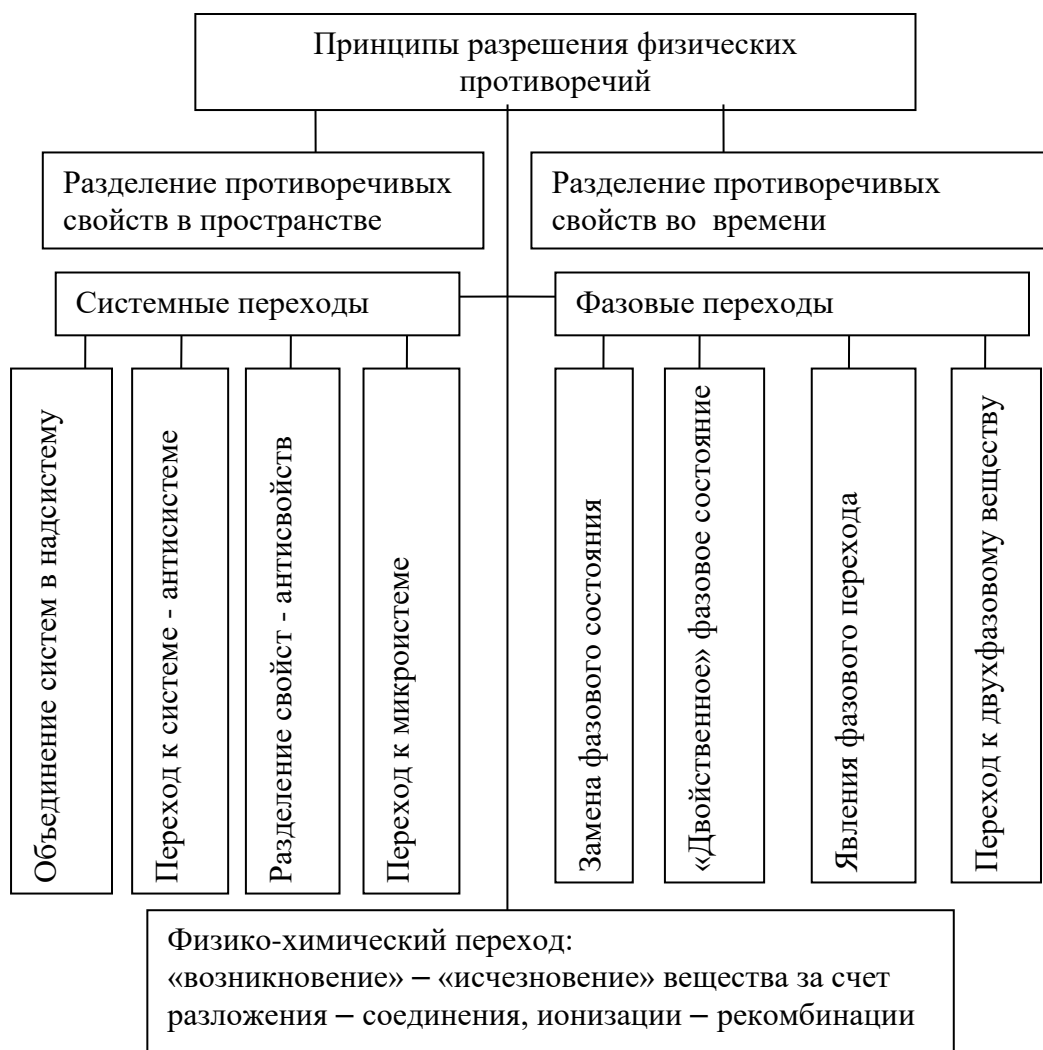 Принципы разрешения физических
противоречий
Разделение противоречивых
свойств в пространстве
Разделение противоречивых
свойств во времени
Системные переходы
Фазовые переходы
Объединение систем в надсистему
Переход к системе - антисистеме
Разделение свойст - антисвойств
Переход к микроистеме
Замена фазового состояния
«Двойственное» фазовое состояние
Явления фазового перехода
Переход к двухфазовому веществу
Физико-химический переход:
«возникновение» – «исчезновение» вещества за счет
разложения – соединения, ионизации – рекомбинации